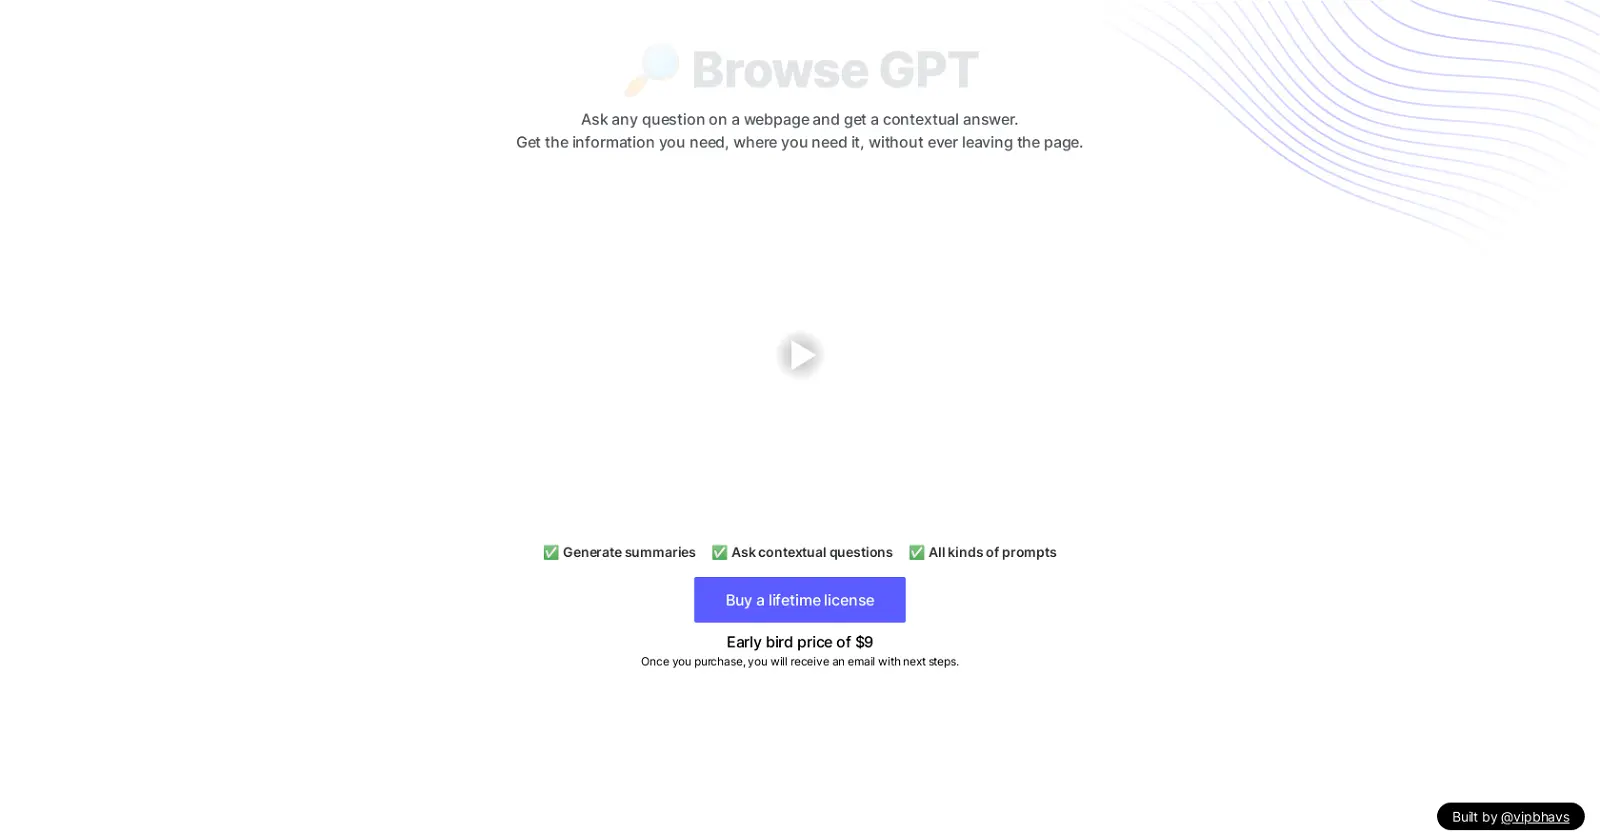 🔎 Browse GPT
Ask any question on a webpage and get a contextual answer.
Get the information you need, where you need it, without ever leaving the page.
✅ Generate summaries ✅ Ask contextual questions ✅ All kinds of prompts
Buy a lifetime license
Early bird price of $9
Once you purchase, you will receive an email with next steps.
Built by @vipbhavs